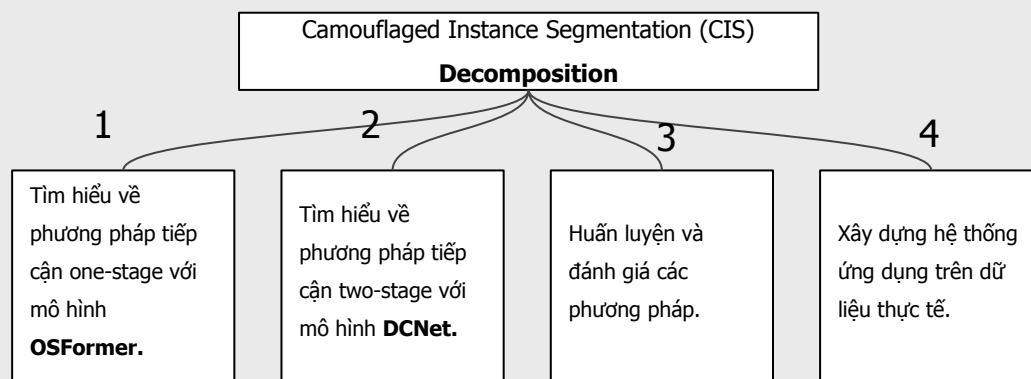 Camouflaged Instance Segmentation (CIS)
Decomposition
1
2
3
4
Tìm hiểu về
phương pháp tiếp
cận one-stage với
mô hình
OSFormer.
Tìm hiểu về
phương pháp tiếp
cận two-stage với
mô hình DCNet.
Huấn luyện và
đánh giá các
phương pháp.
Xây dựng hệ thống
ứng dụng trên dữ
liệu thực tế.